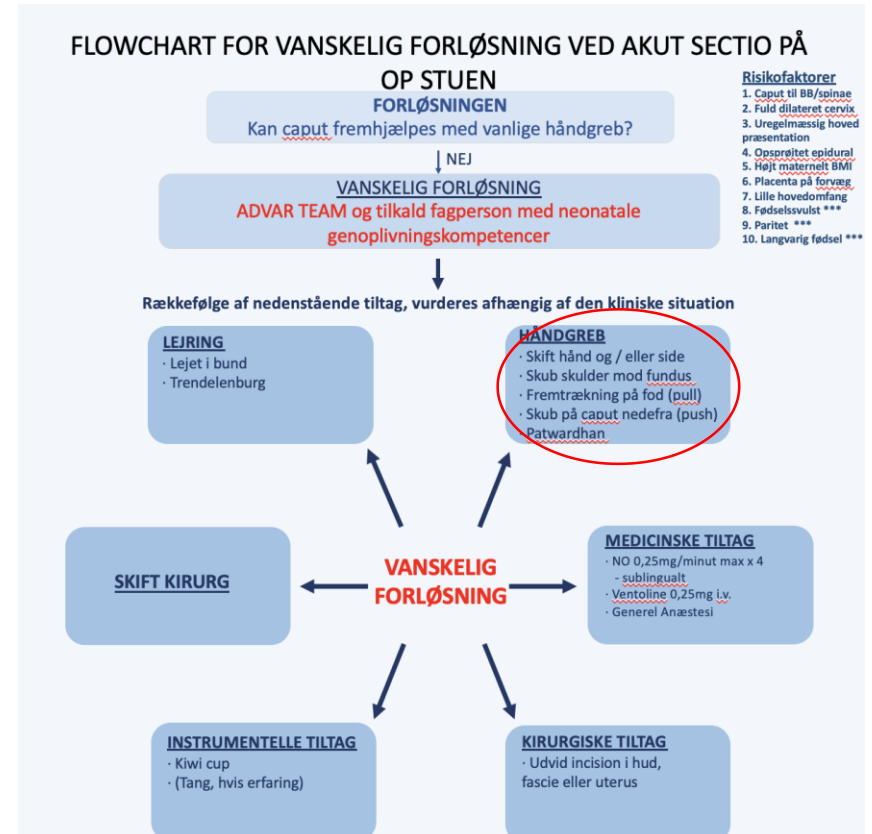 FLOWCHART FOR VANSKELIG FORLØSNING VED AKUT SECTIO PÅ
OP STUEN
FORLØSNINGEN
Kan caput fremhjælpes med vanlige håndgreb?
NEJ
VANSKELIG FORLØSNING
ADVAR TEAM og tilkald fagperson med neonatale
genoplivningskompetencer
Risikofaktorer
1. Caput til BB/spinae
2. Fuld dilateret cervix
3. Uregelmæssig hoved
præsentation
4. Opsprøjtet epidural
5. Højt maternelt BMI
6. Placenta på forvæg
7. Lille hovedomfang
8. Fødselssvulst ***
9. Paritet ***
10. Langvarig fødsel ***
Rækkefølge af nedenstående tiltag, vurderes afhængig af den kliniske situation
LEJRING
· Lejet i bund
· Trendelenburg
HÅNDGREB
· Skift hånd og / eller side
· Skub skulder mod fundus
· Fremtrækning på fod (pull)
· Skub på caput nedefra (push)
· Patwardhan
SKIFT KIRURG
VANSKELIG
FORLØSNING
MEDICINSKE TILTAG
· NO 0,25mg/minut max x 4
- sublingualt
· Ventoline 0,25mg i.v.
· Generel Anæstesi
INSTRUMENTELLE TILTAG
· Kiwi cup
· (Tang, hvis erfaring)
KIRURGISKE TILTAG
· Udvid incision i hud,
fascie eller uterus